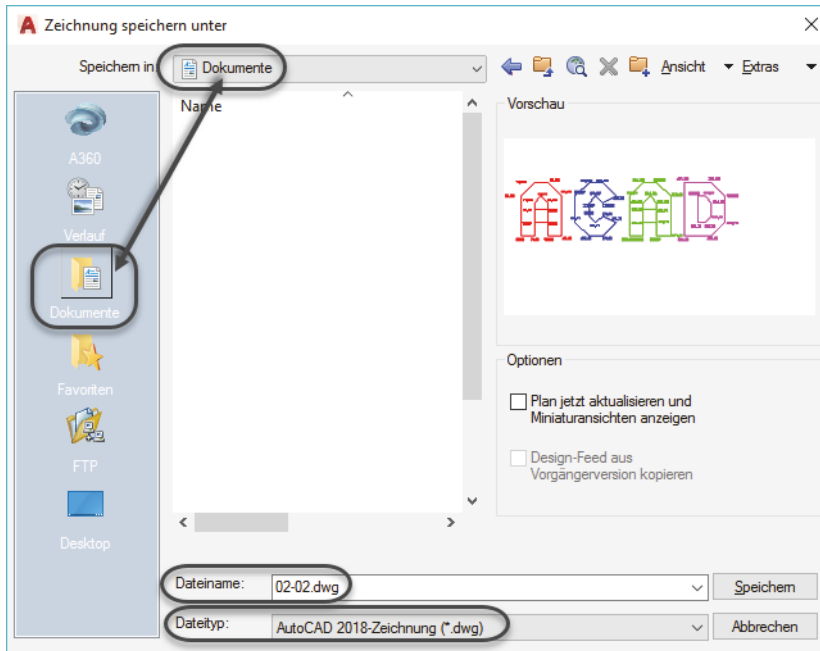 Zeichnung speichern unter
Speichern in:
Dokumente
Ansicht
Extras
A360
Verlauf
Dokumente
Favoriten
FTP
Desktop
Name
Vorschau
ACAD
Optionen
Plan jetzt aktualisieren und
Miniaturansichten anzeigen
Design-Feed aus
Vorgängerversion kopieren
Dateiname:
02-02.dwg
Speichern
Dateityp:
AutoCAD 2018-Zeichnung (*.dwg)
Abbrechen